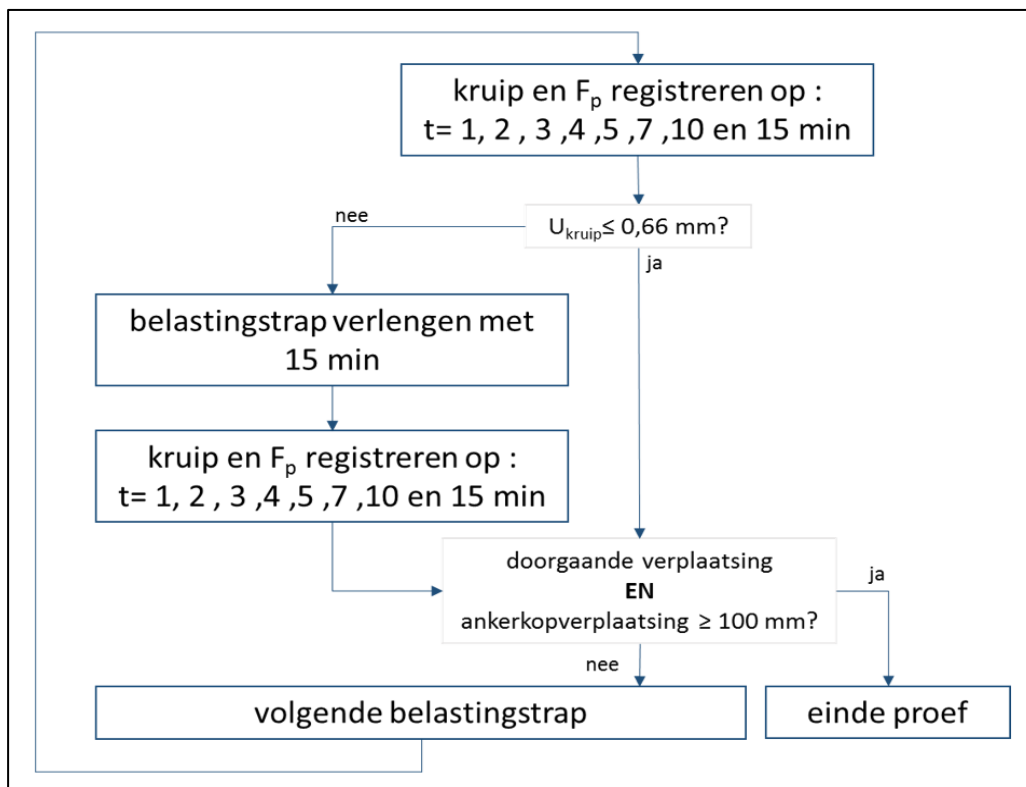 kruip en Fp registreren op :
t= 1, 2 , 3 ,4 ,5 ,7 ,10 en 15 min
nee
Ukruip≤ 0,66 mm?
ja
belastingstrap verlengen met
15 min
kruip en Fp registreren op :
t= 1, 2 , 3 ,4 ,5 ,7 ,10 en 15 min
doorgaande verplaatsing
EN
ankerkopverplaatsing ≥ 100 mm?
ja
nee
volgende belastingstrap
einde proef